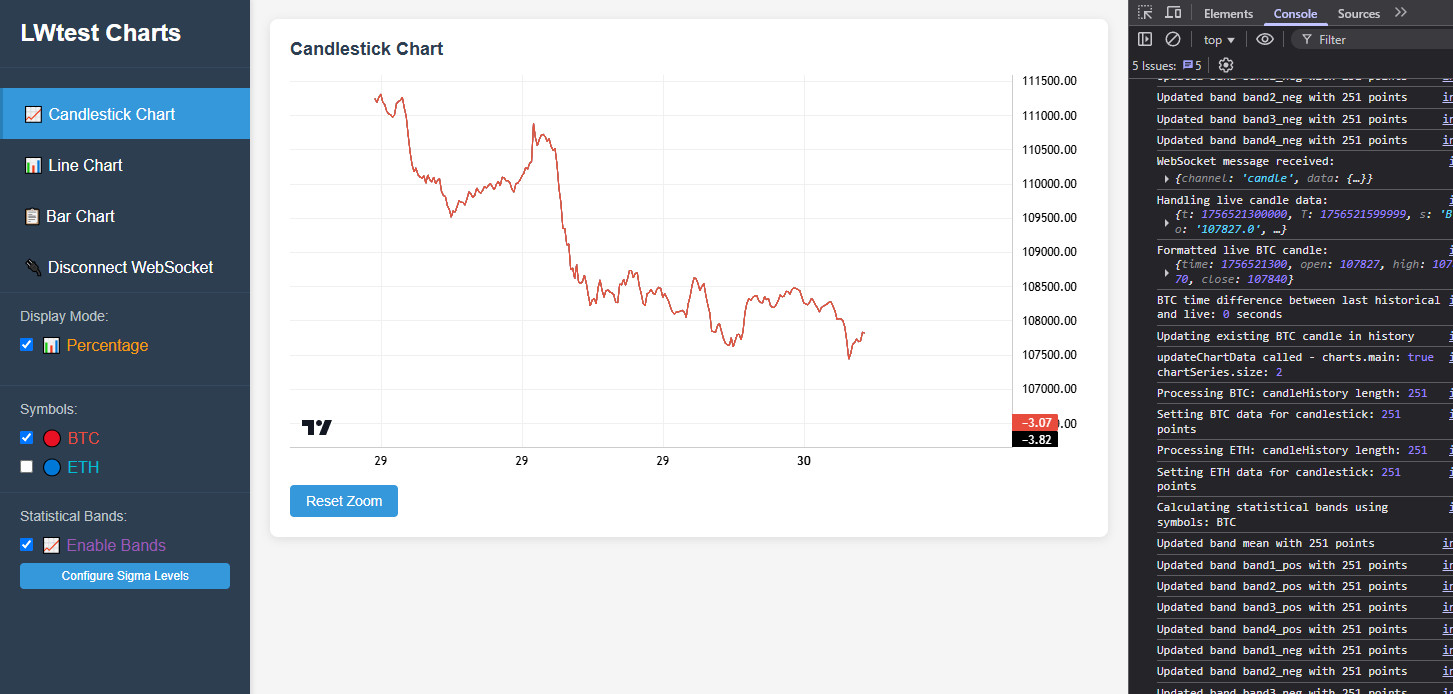 LWtest Charts
Candlestick Chart
Line Chart
Bar Chart
Disconnect WebSocket
Display Mode:
Percentage
Symbols:
BTC
ETH
Statistical Bands:
Enable Bands
Configure Sigma Levels
Candlestick Chart
111500.00
111000.00
110500.00
110000.00
109500.00
109000.00
108500.00
108000.00
107500.00
107000.00
.00
−3.07
−3.82
29
29
29
30
Reset Zoom
Elements
Console
Sources
top
Filter
5 Issues:
5
Updated band band2_neg with 251 points
Updated band band3_neg with 251 points
Updated band band4_neg with 251 points
WebSocket message received:
{channel: 'candle', data: {…}}
Handling live candle data:
{t: 1756521300000, T: 1756521599999, s: 'B
o: '107827.0', …}
Formatted live BTC candle:
{time: 1756521300, open: 107827, high: 107
70, close: 107840}
BTC time difference between last historical
and live: 0 seconds
Updating existing BTC candle in history
updateChartData called - charts.main: true
chartSeries.size: 2
Processing BTC: candleHistory length: 251
Setting BTC data for candlestick: 251
points
Processing ETH: candleHistory length: 251
Setting ETH data for candlestick: 251
points
Calculating statistical bands using
symbols: BTC
Updated band mean with 251 points
Updated band band1_pos with 251 points
Updated band band2_pos with 251 points
Updated band band3_pos with 251 points
Updated band band4_pos with 251 points
Updated band band1_neg with 251 points
Updated band band2_neg with 251 points
Updated band band3_neg with 251 points